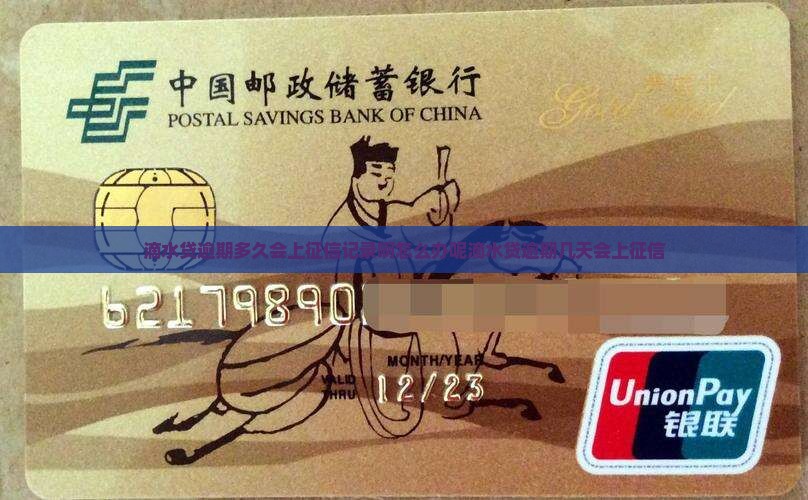 中国邮政储蓄银行
POSTAL SAVINGS BANK OF CHINA
滴水贷逾期多久会上征信记录呢怎么办呢滴水贷逾期几天会上征信
62179890
MONTH/YEAR
VALID
THRU
12/23
UnionPay
银联